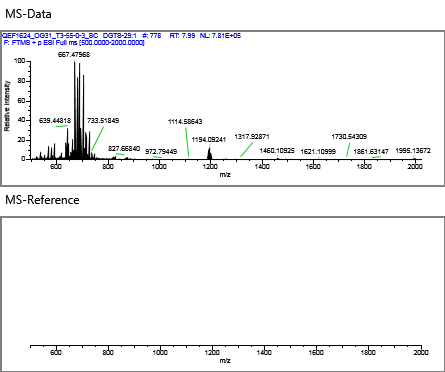 MS-Data
QEF1624_OG31_T3-55-0-3_SC DGTS-29:1 #: 778 RT: 7.99 NL: 7.81E+05
F: FTMS + p ESI Full ms [500.0000-2000.0000]
667.47968
100
80
60
40
20
0
Relative Intensity
639.44818
733.51849
827.66840
972.79449
1114.58643
1194.09241
1317.92871
1460.10925
1621.10999
1730.54309
1861.63147
1995.13672
600 800 1000 1200 1400 1600 1800 2000
m/z
MS-Reference
600 800 1000 1200 1400 1600 1800 2000
m/z